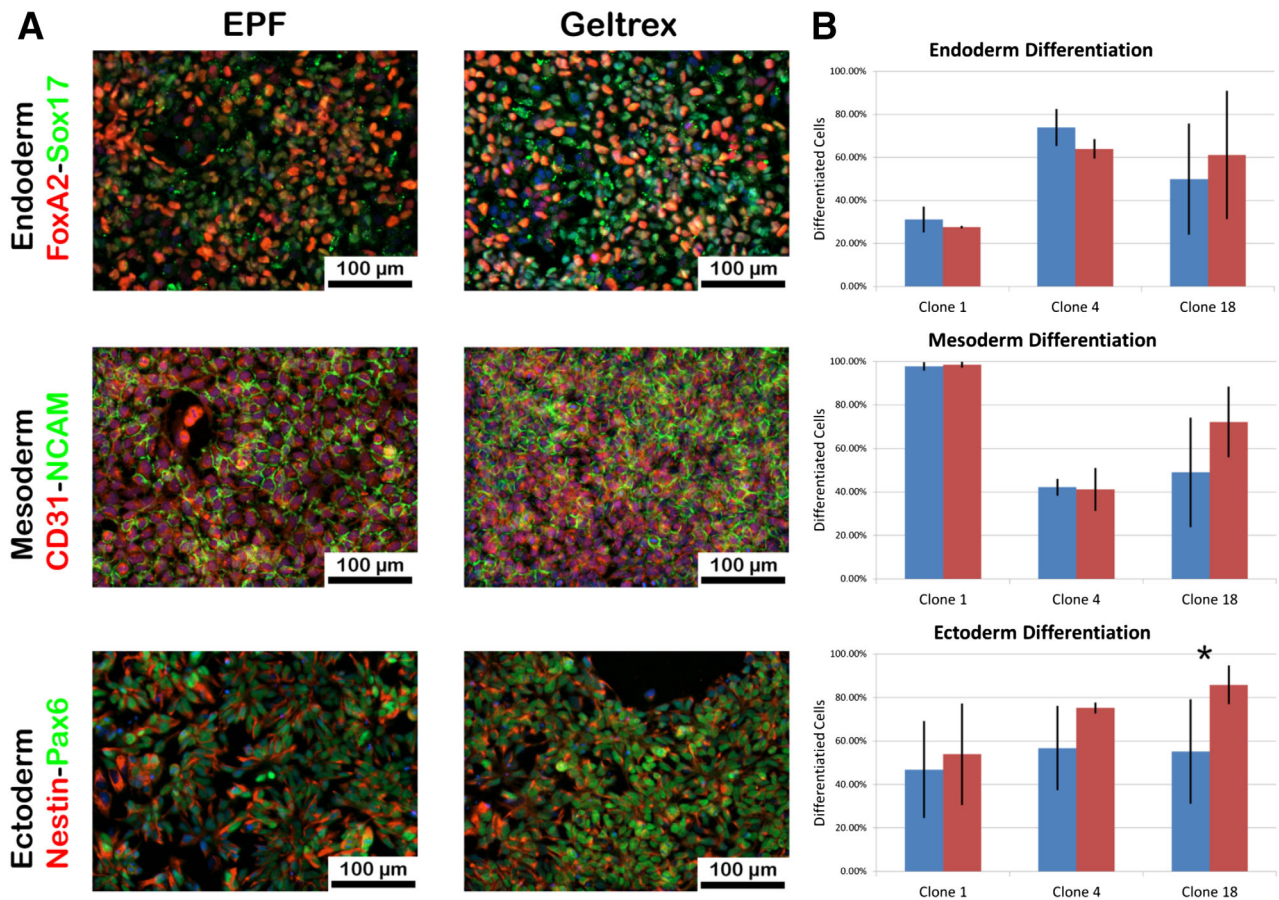 A
EPF
Geltrex
Endoderm
FoxA2-Sox17
100 µm
100 µm
Mesoderm
CD31-NCAM
100 µm
100 µm
Ectoderm
Nestin-Pax6
100 µm
100 µm
B
Endoderm Differentiation
Differentiated Cells
100.00%
80.00%
60.00%
40.00%
20.00%
0.00%
Clone 1
Clone 4
Clone 18
Mesoderm Differentiation
Differentiated Cells
100.00%
80.00%
60.00%
40.00%
20.00%
0.00%
Clone 1
Clone 4
Clone 18
Ectoderm Differentiation
Differentiatied Cells
100.00%
80.00%
60.00%
40.00%
20.00%
0.00%
*
Clone 1
Clone 4
Clone 18